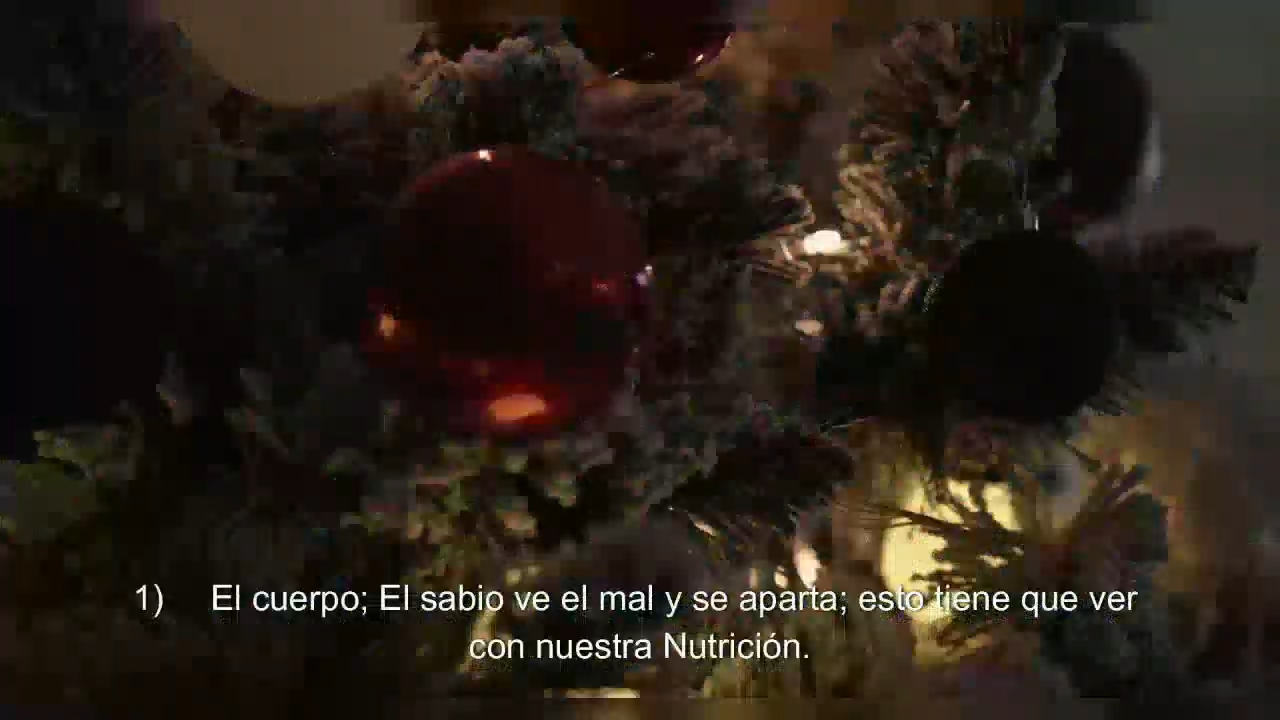 1) El cuerpo; El sabio ve el mal y se aparta; esto tiene que ver
con nuestra Nutrición.